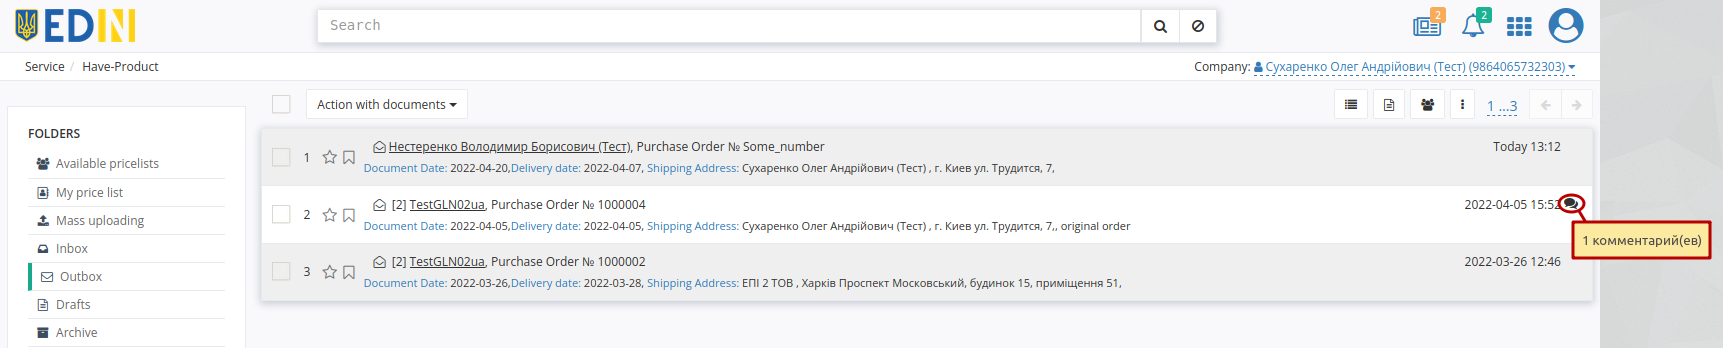 EDIN
Search
2
2
Service / Have-Product
Company: Сухаренко Олег Андрійович (Тест) (9864065732303)
Action with documents
1 ...3
FOLDERS
Available pricelists
My price list
Mass uploading
Inbox
Outbox
Drafts
Archive
1 Нестеренко Володимир Борисович (Тест), Purchase Order № Some_number Today 13:12
Document Date: 2022-04-20,Delivery date: 2022-04-07, Shipping Address: Сухаренко Олег Андрійович (Тест) , г. Киев ул. Трудится, 7,
2 [2] TestGLN02ua, Purchase Order № 1000004 2022-04-05 15:52
Document Date: 2022-04-05,Delivery date: 2022-04-05, Shipping Address: Сухаренко Олег Андрійович (Тест) , г. Киев ул. Трудится, 7,, original order
1 комментарий(ев)
3 [2] TestGLN02ua, Purchase Order № 1000002 2022-03-26 12:46
Document Date: 2022-03-26,Delivery date: 2022-03-28, Shipping Address: ЕПІ 2 ТОВ , Харків Проспект Московський, будинок 15, приміщення 51,